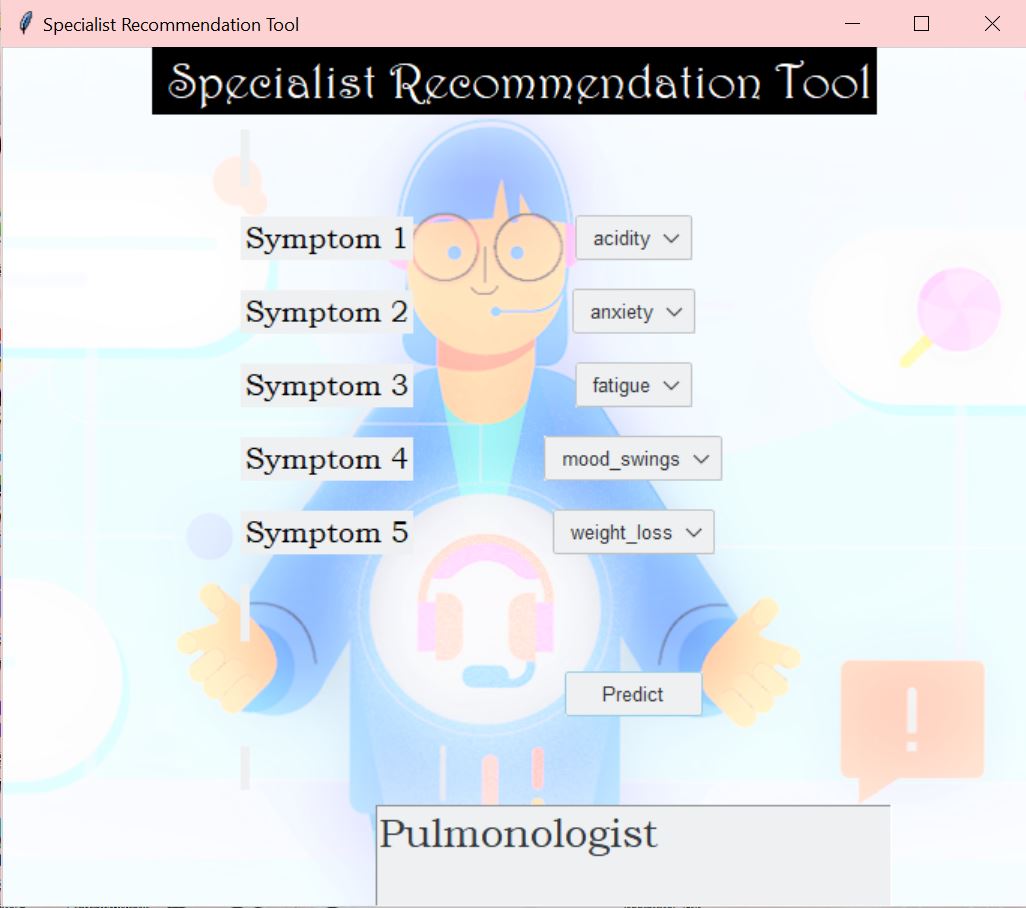 Specialist Recommendation Tool
Specialist Recommendation Tool
Symptom 1 acidity
Symptom 2 anxiety
Symptom 3 fatigue
Symptom 4 mood_swings
Symptom 5 weight_loss
Predict
!
Pulmonologist